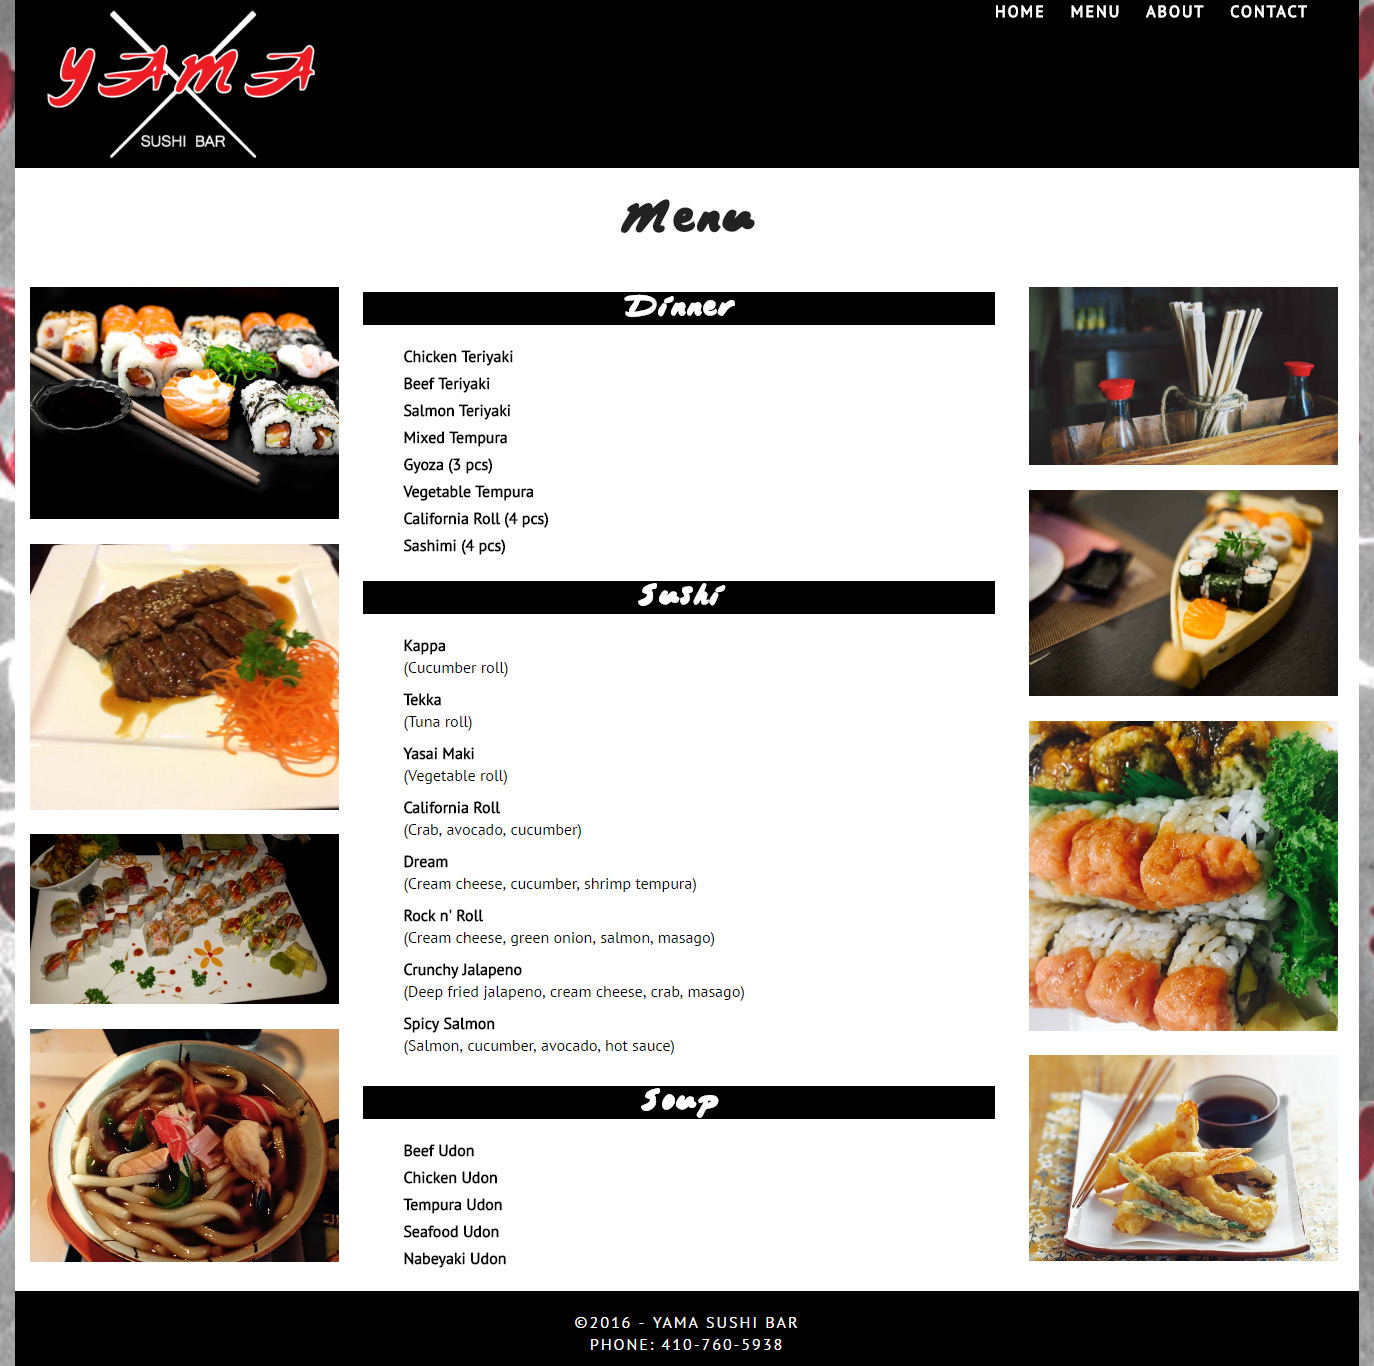 YAMA
SUSHI BAR
HOME MENU ABOUT CONTACT
Menu
Dinner
Chicken Teriyaki
Beef Teriyaki
Salmon Teriyaki
Mixed Tempura
Gyoza (3 pcs)
Vegetable Tempura
California Roll (4 pcs)
Sashimi (4 pcs)
Sushi
Kappa
(Cucumber roll)
Tekka
(Tuna roll)
Yasai Maki
(Vegetable roll)
California Roll
(Crab, avocado, cucumber)
Dream
(Cream cheese, cucumber, shrimp tempura)
Rock n' Roll
(Cream cheese, green onion, salmon, masago)
Crunchy Jalapeno
(Deep fried jalapeno, cream cheese, crab, masago)
Spicy Salmon
(Salmon, cucumber, avocado, hot sauce)
Soup
Beef Udon
Chicken Udon
Tempura Udon
Seafood Udon
Nabeyaki Udon
©2016 - YAMA SUSHI BAR
PHONE: 410-760-5938